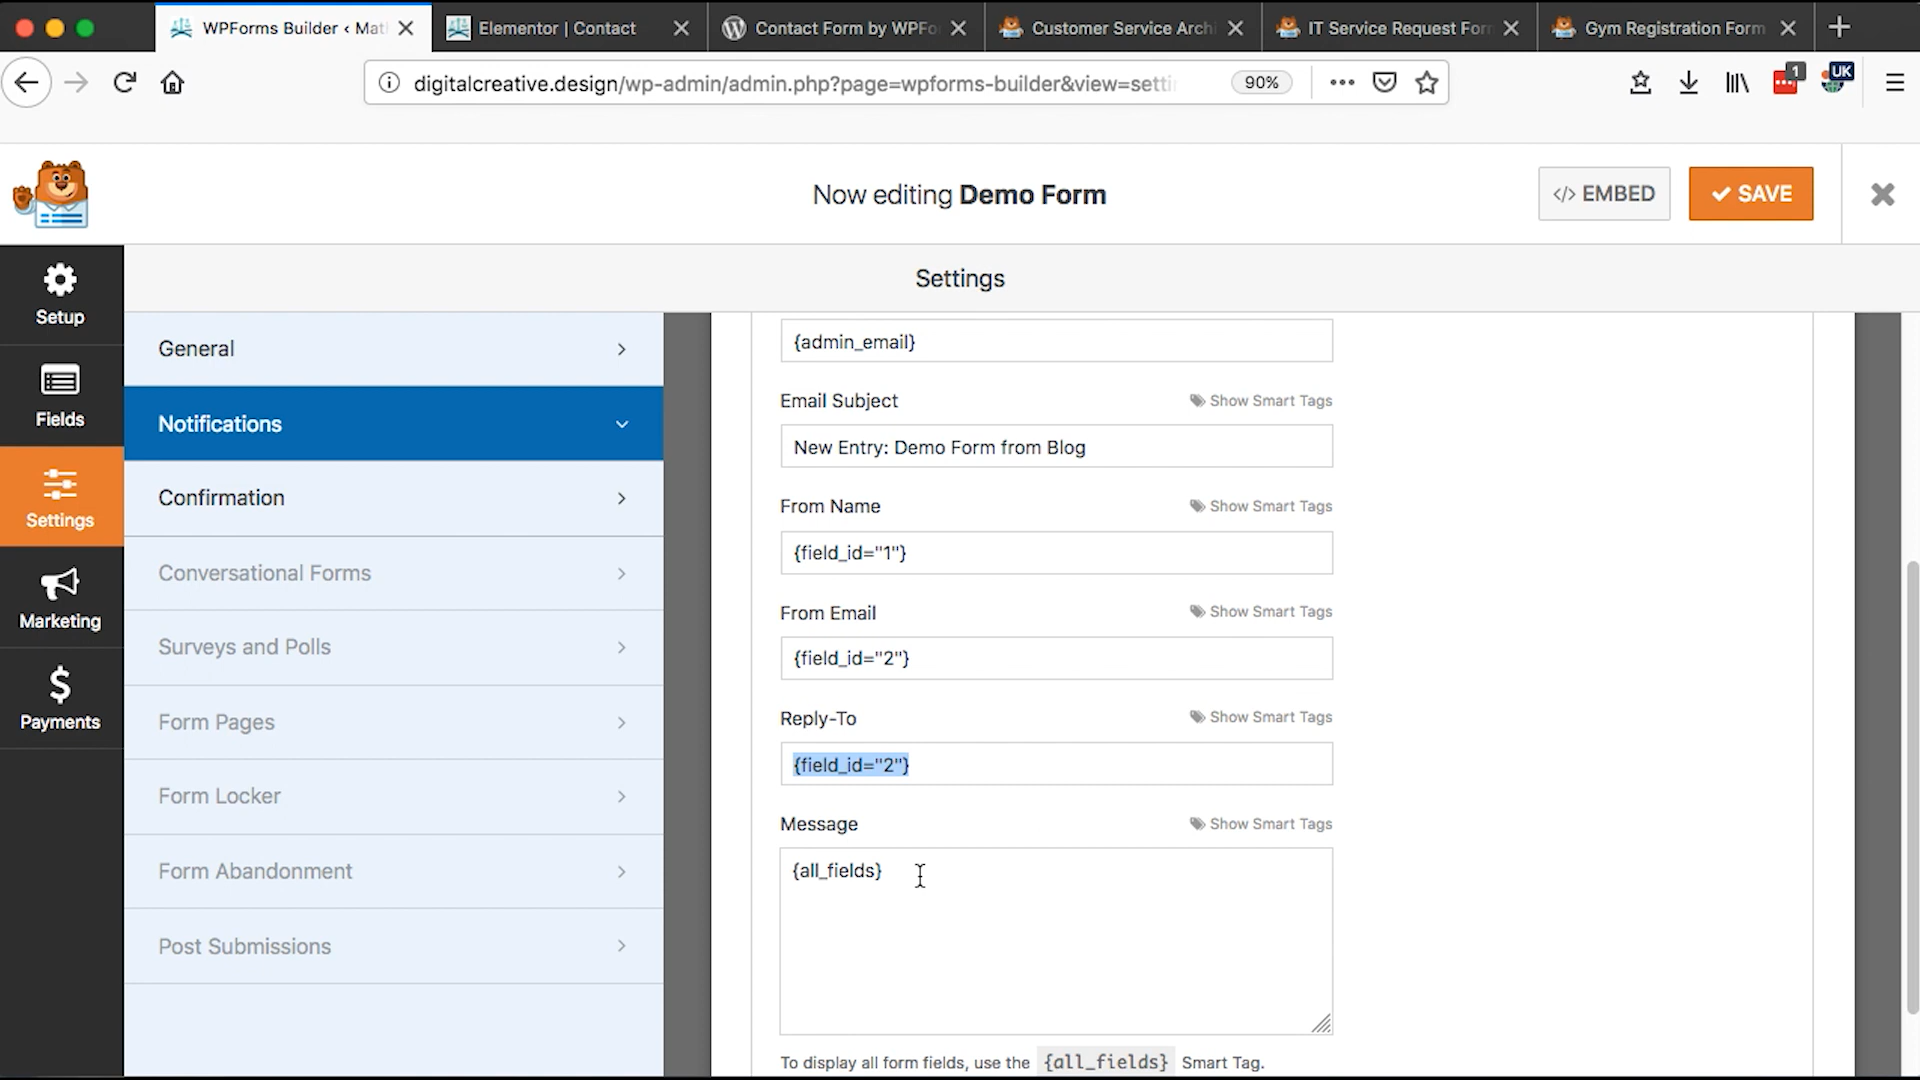 WPForms Builder ‹ Mat
Elementor | Contact
Contact Form by WPFo
Customer Service Archi
IT Service Request For
Gym Registration Form
digitalcreative.design/wp-admin/admin.php?page=wpforms-builder&view=setti
90%
1
UK
Now editing Demo Form
</> EMBED
SAVE
Settings
Setup
Fields
Settings
Marketing
$
Payments
General
Notifications
Confirmation
Conversational Forms
Surveys and Polls
Form Pages
Form Locker
Form Abandonment
Post Submissions
{admin_email}
Email Subject
Show Smart Tags
New Entry: Demo Form from Blog
From Name
Show Smart Tags
{field_id="1"}
From Email
Show Smart Tags
{field_id="2"}
Reply-To
Show Smart Tags
{field_id="2"}
Message
Show Smart Tags
{all_fields}
To display all form fields, use the {all_fields} Smart Tag.